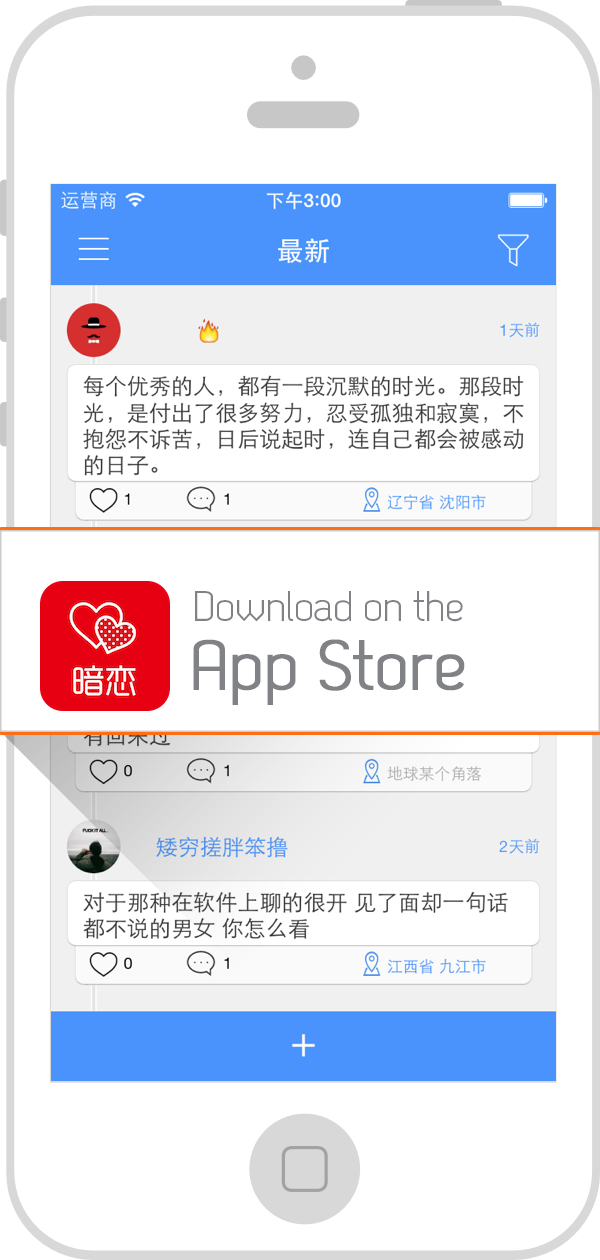 运营商 下午3:00
最新
🔥 1天前
每个优秀的人，都有一段沉默的时光。那段时
光，是付出了很多努力，忍受孤独和寂寞，不
抱怨不诉苦，日后说起时，连自己都会被感动
的日子。
1 1 辽宁省 沈阳市
Download on the
App Store
暗恋
有回来过
0 1 地球某个角落
FUCK IT ALL.
矮穷搓胖笨撸 2天前
对于那种在软件上聊的很开 见了面却一句话
都不说的男女 你怎么看
0 1 江西省 九江市
+